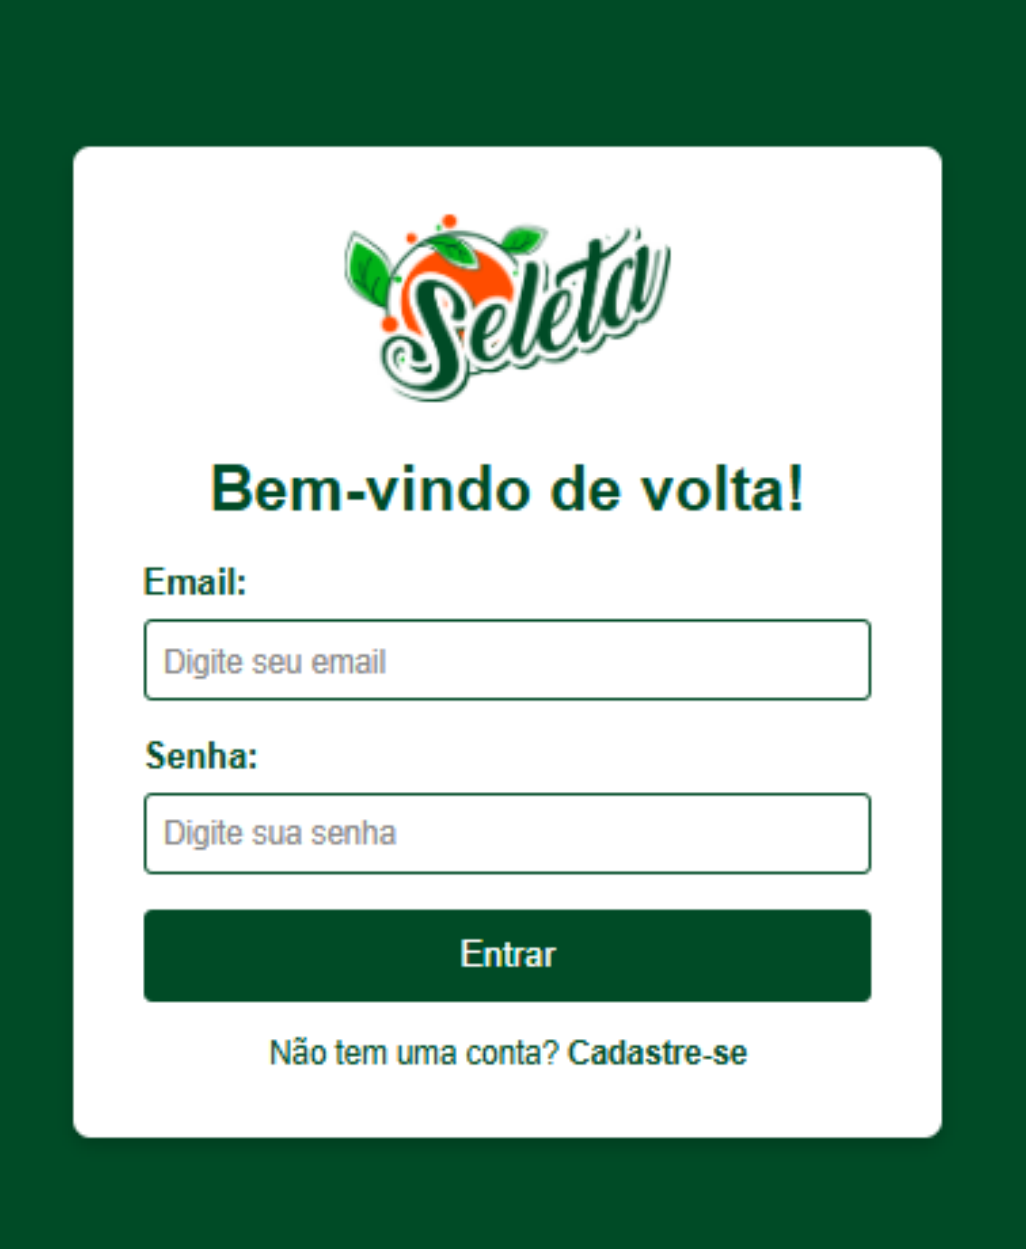 Seleta
Bem-vindo de volta!
Email:
Digite seu email
Senha:
Digite sua senha
Entrar
Não tem uma conta? Cadastre-se